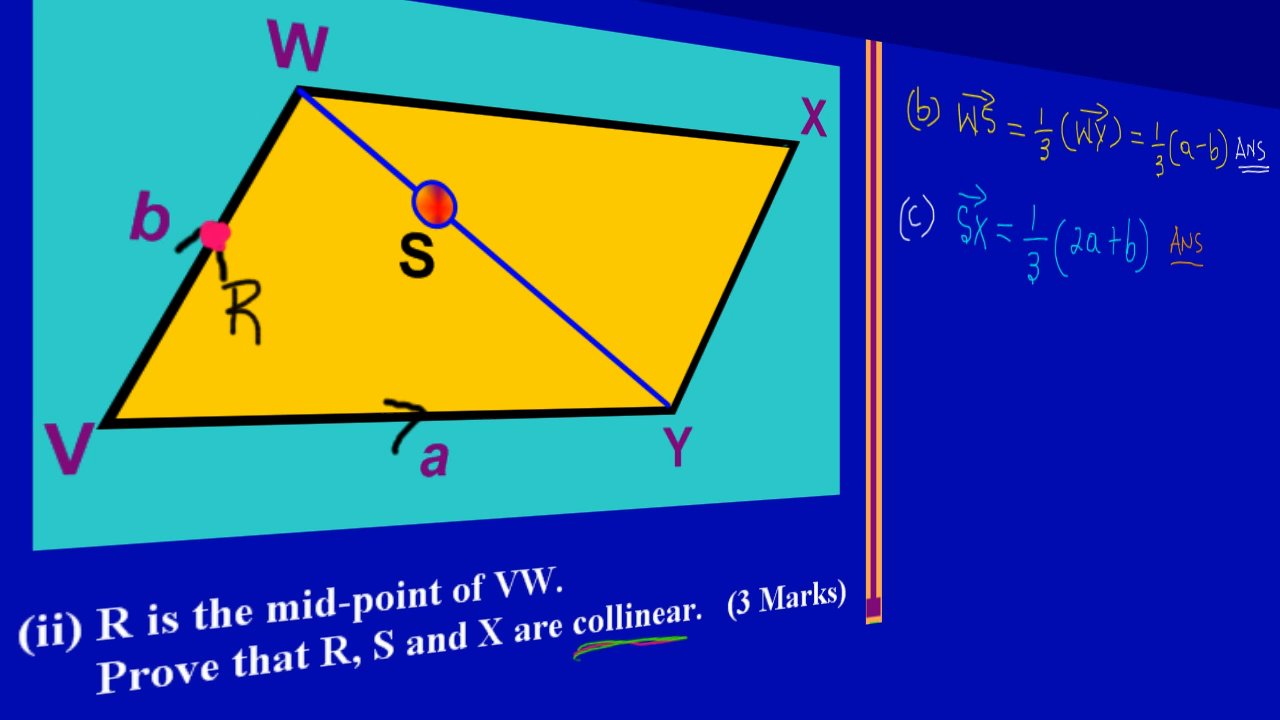 W
X
(b) WS = 1/3 (WY) = 1/3 (a-b) ANS
b
(c) SX = 1/3 (2a+b) ANS
S
R
V
a
Y
(ii) R is the mid-point of VW.
Prove that R, S and X are collinear. (3 Marks)